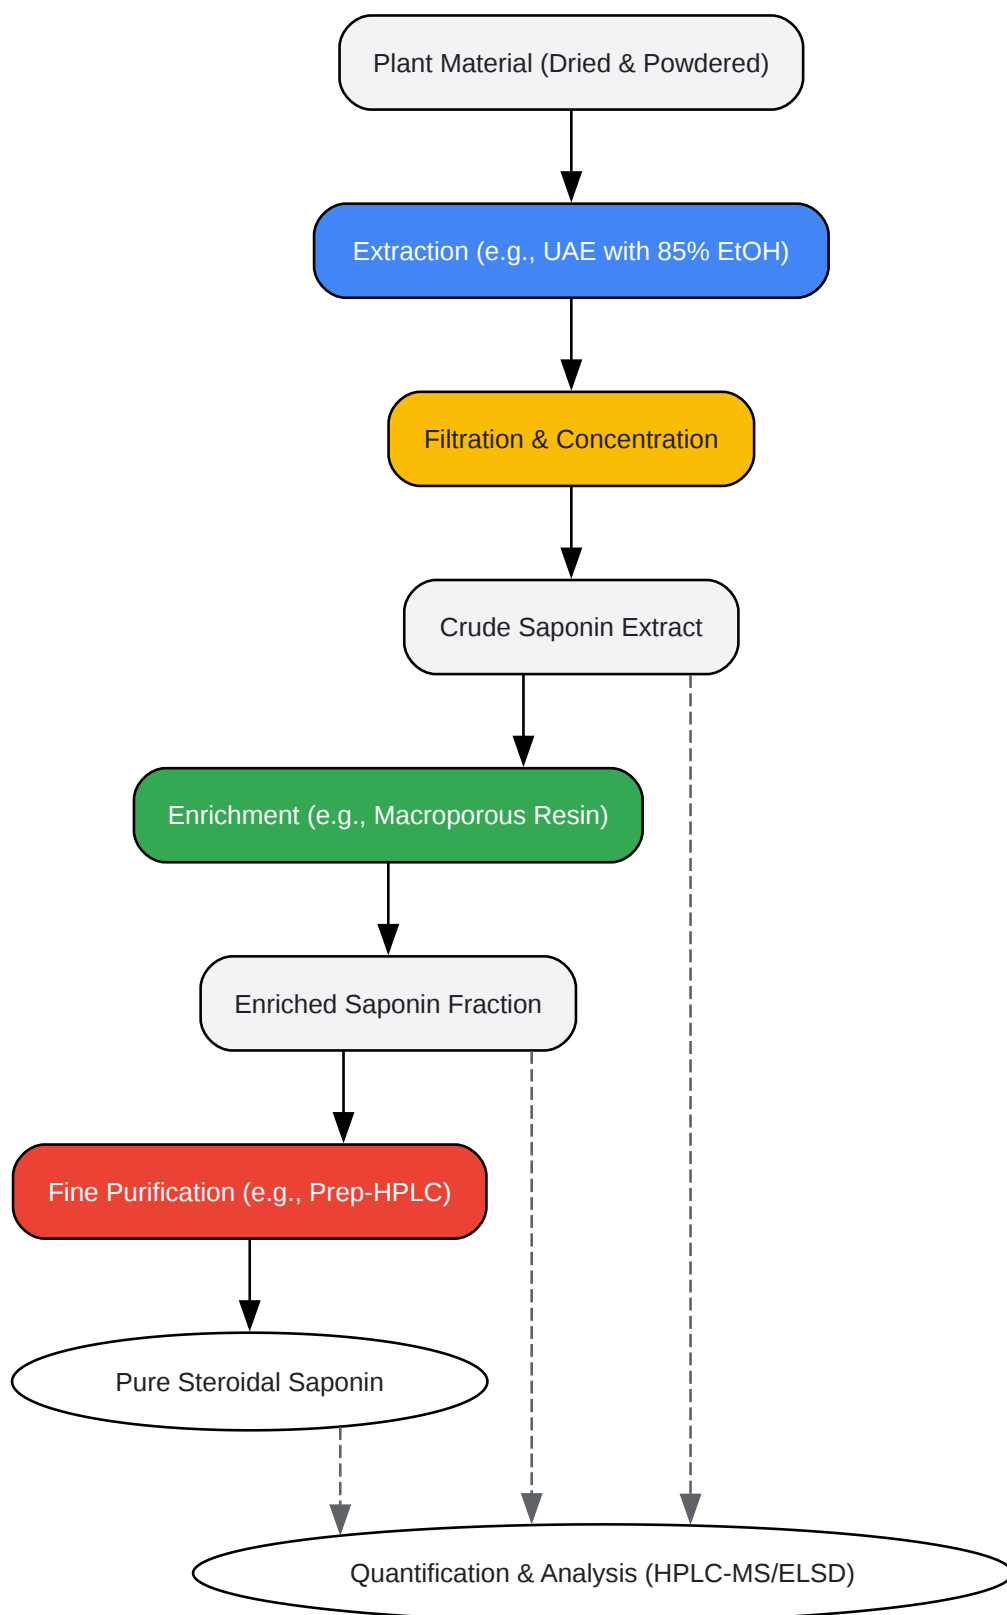 Plant Material (Dried & Powdered)
Extraction (e.g., UAE with 85% EtOH)
Filtration & Concentration
Crude Saponin Extract
Enrichment (e.g., Macroporous Resin)
Enriched Saponin Fraction
Fine Purification (e.g., Prep-HPLC)
Pure Steroidal Saponin
Quantification & Analysis (HPLC-MS/ELSD)